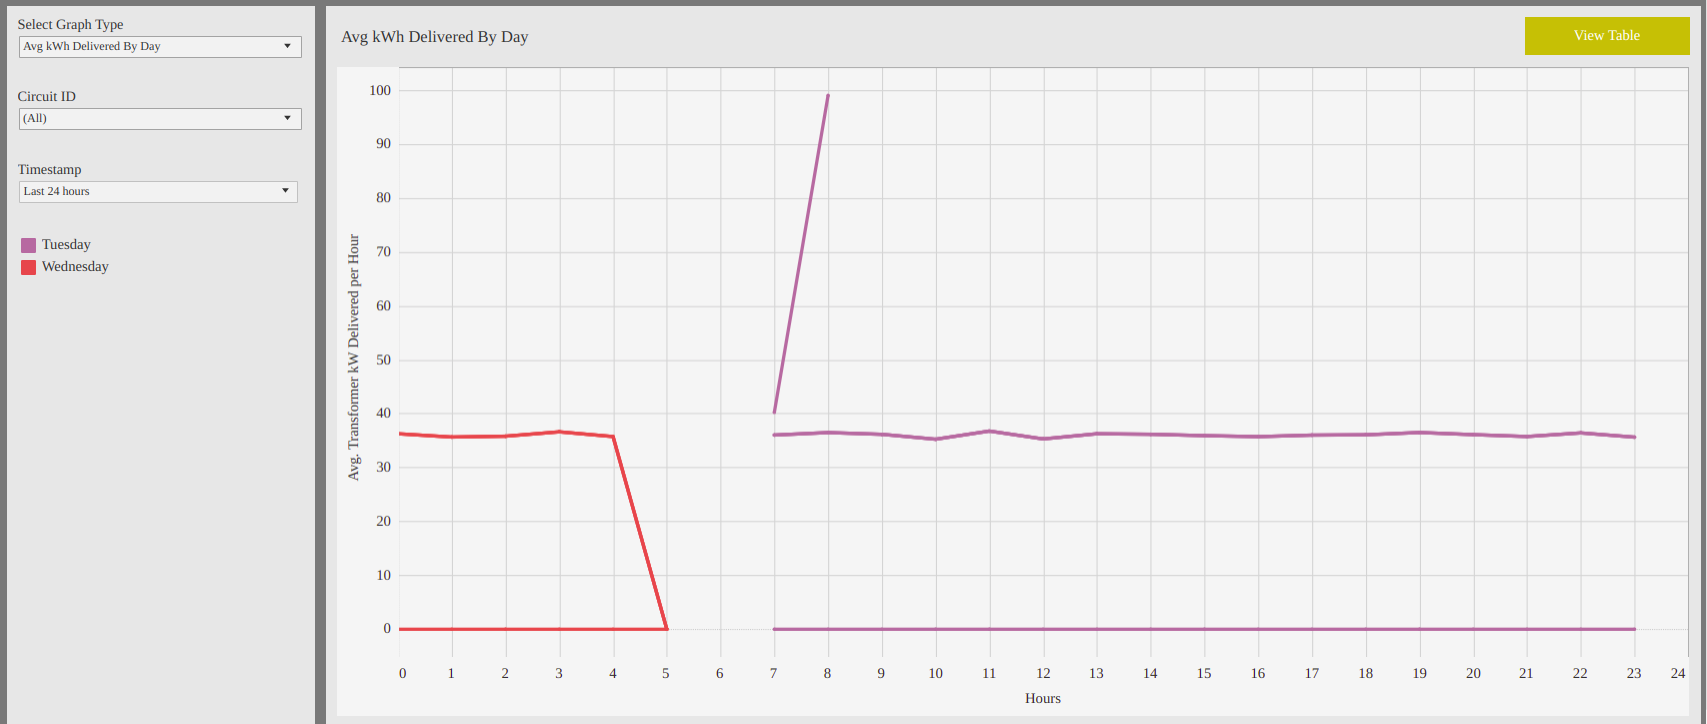 Select Graph Type
Avg kWh Delivered By Day
Circuit ID
(All)
Timestamp
Last 24 hours
Tuesday
Wednesday
Avg kWh Delivered By Day
View Table
Avg. Transformer kW Delivered per Hour
100
90
80
70
60
50
40
30
20
10
0
0 1 2 3 4 5 6 7 8 9 10 11 12 13 14 15 16 17 18 19 20 21 22 23 24
Hours